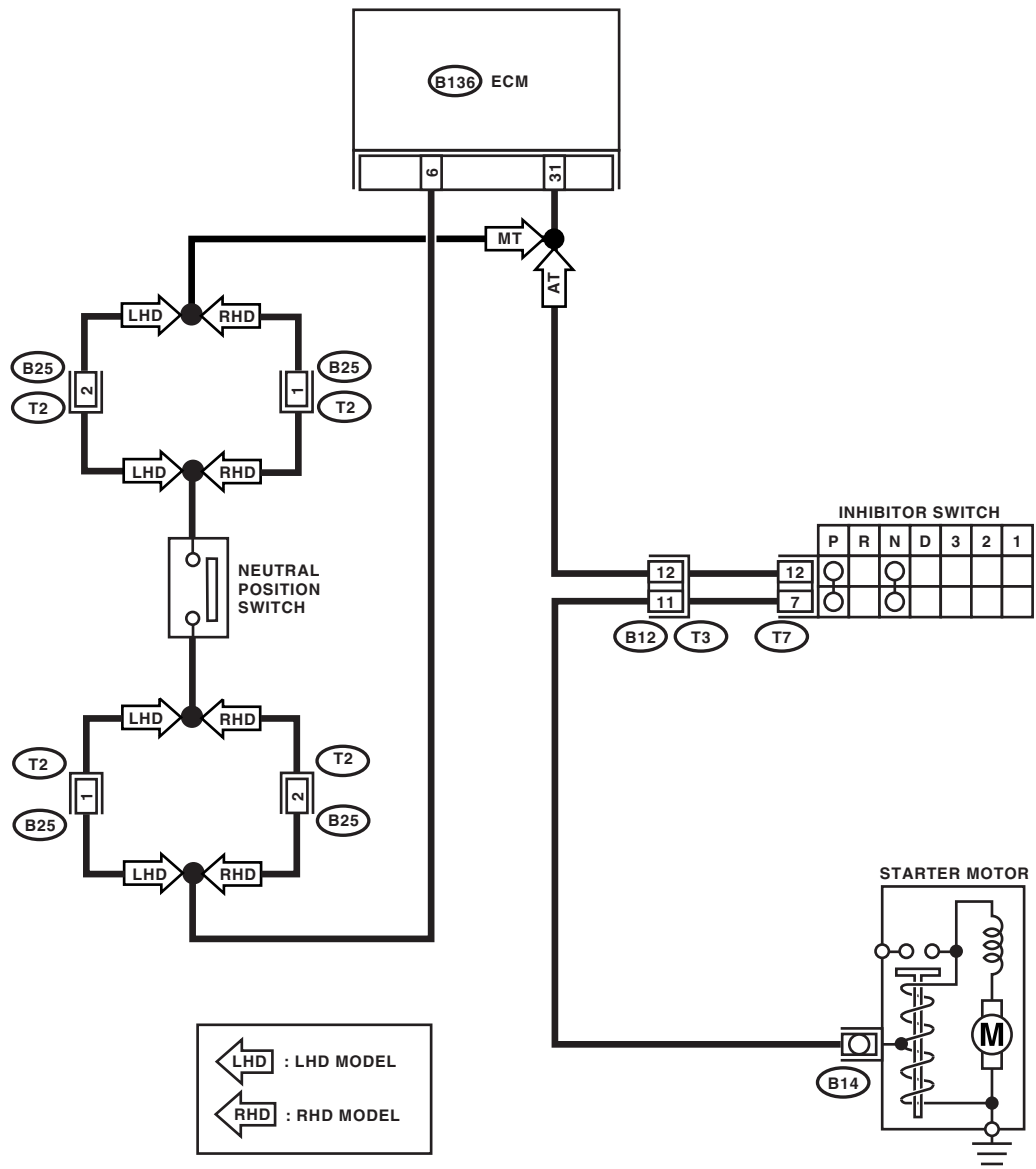 B136 ECM
6 31
MT
AT
LHD RHD
B25 B25
2 1
T2 T2
LHD RHD
INHIBITOR SWITCH
P R N D 3 2 1
NEUTRAL
POSITION
SWITCH
12 12
11 7
B12 T3 T7
LHD RHD
T2 T2
1 2
B25 B25
LHD RHD
STARTER MOTOR
M
B14
LHD : LHD MODEL
RHD : RHD MODEL